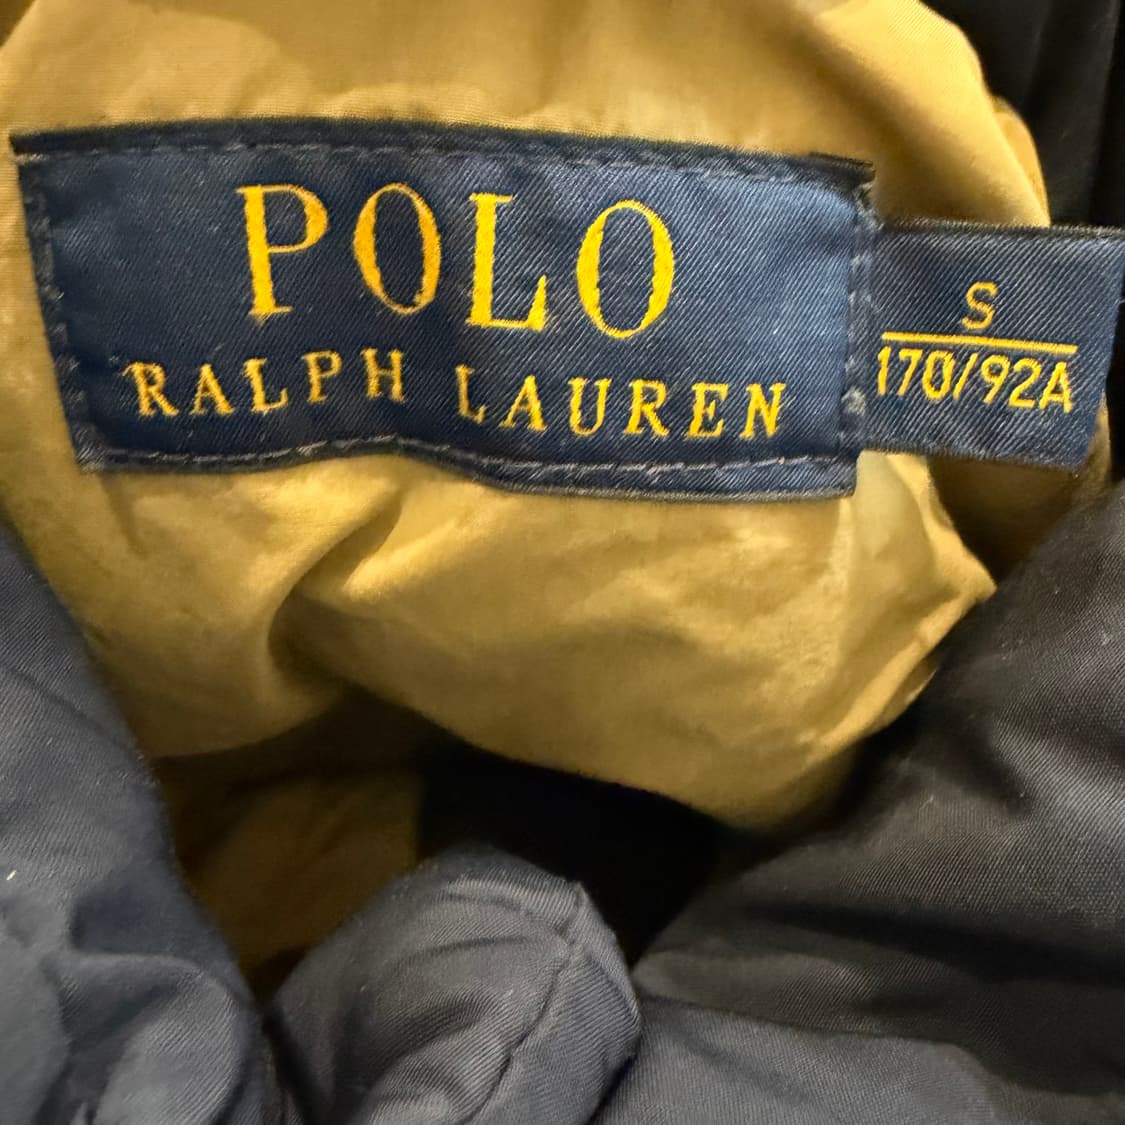 POLO
RALPH LAUREN
S
170/92A